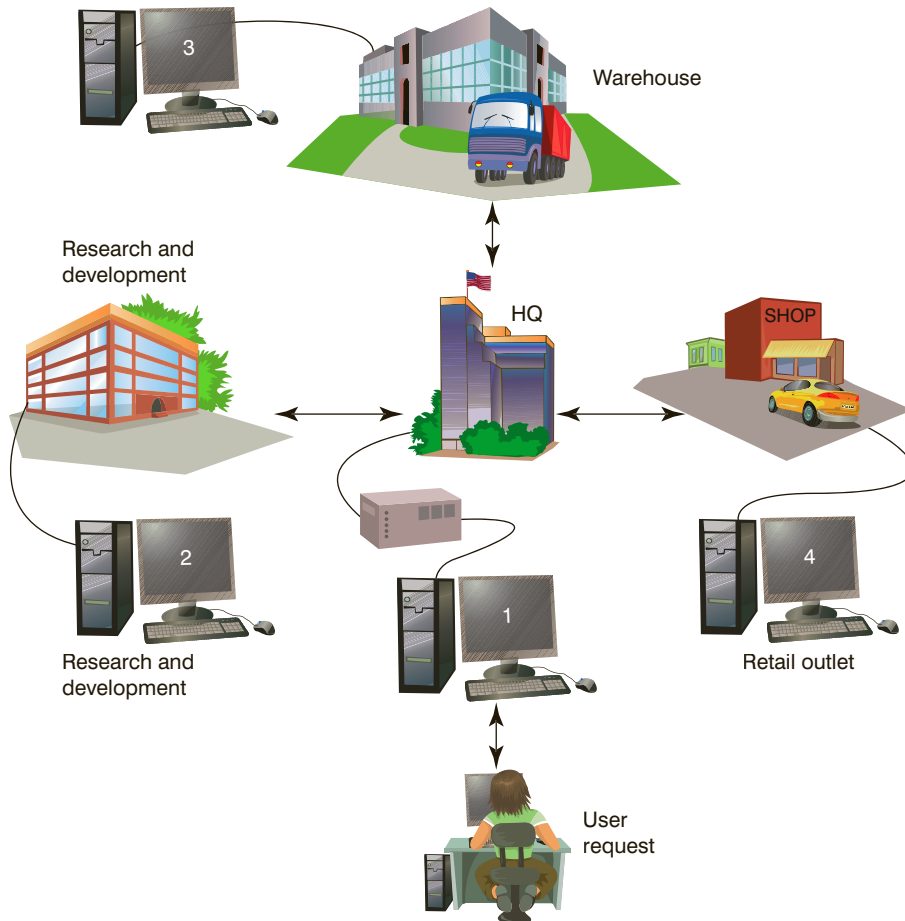 3
Warehouse
Research and
development
HQ
SHOP
2
4
1
Research and
development
Retail outlet
User
request